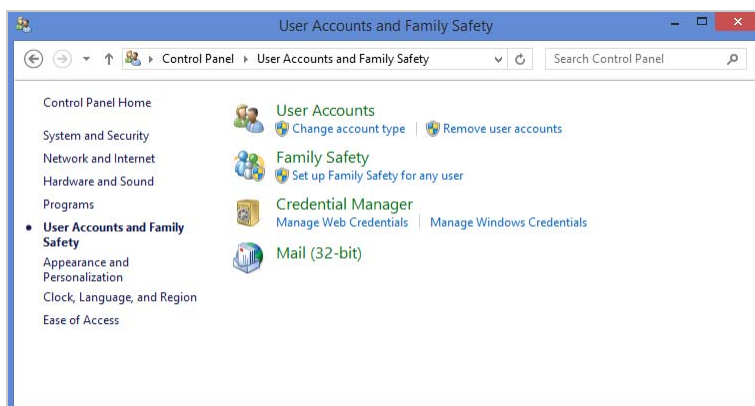 User Accounts and Family Safety
Control Panel User Accounts and Family Safety
Search Control Panel
Control Panel Home
System and Security
Network and Internet
Hardware and Sound
Programs
User Accounts and Family
Safety
Appearance and
Personalization
Clock, Language, and Region
Ease of Access
User Accounts
Change account type Remove user accounts
Family Safety
Set up Family Safety for any user
Credential Manager
Manage Web Credentials Manage Windows Credentials
Mail (32-bit)